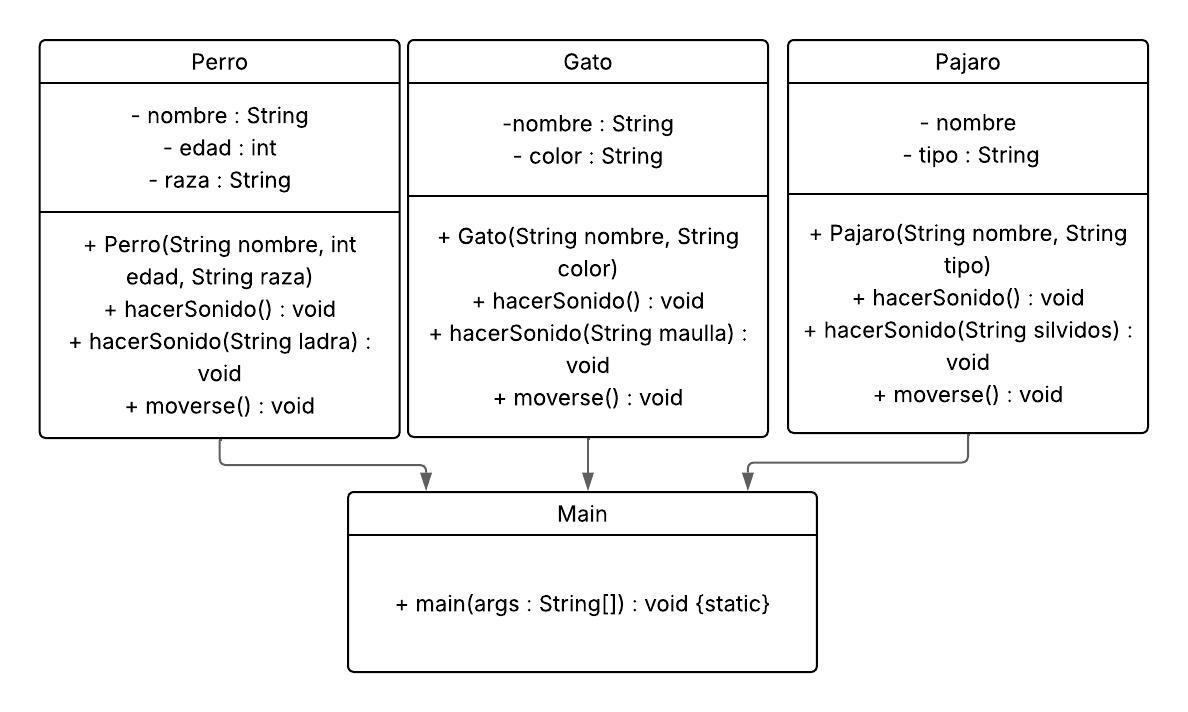 Perro
- nombre : String
- edad : int
- raza : String
+ Perro(String nombre, int
edad, String raza)
+ hacerSonido() : void
+ hacerSonido(String ladra) :
void
+ moverse() : void
Gato
-nombre : String
- color : String
+ Gato(String nombre, String
color)
+ hacerSonido() : void
+ hacerSonido(String maulla) :
void
+ moverse() : void
Pajaro
- nombre
- tipo : String
+ Pajaro(String nombre, String
tipo)
+ hacerSonido() : void
+ hacerSonido(String silvidos) :
void
+ moverse() : void
Main
+ main(args : String[]) : void {static}